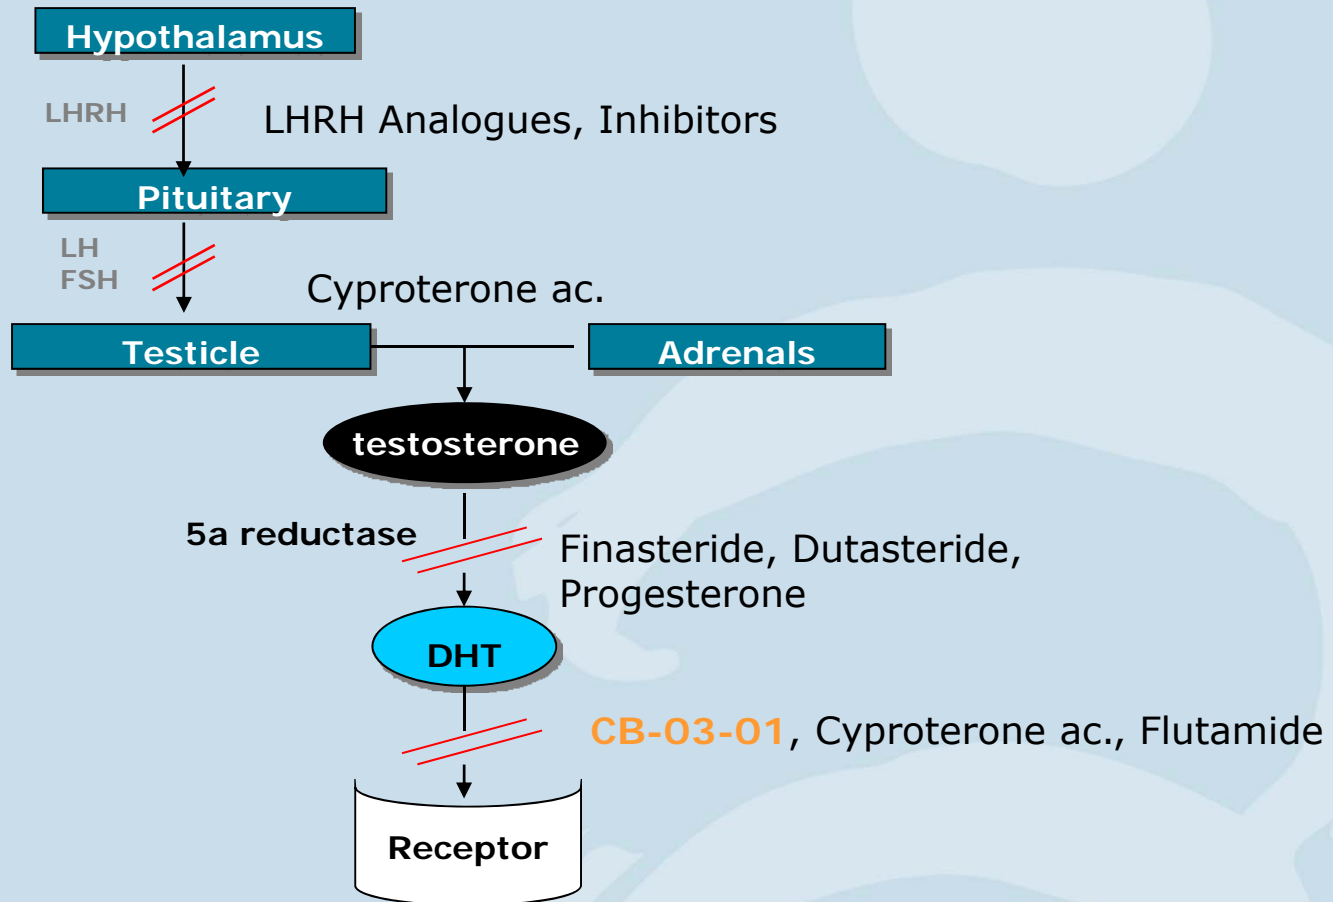 Hypothalamus
LHRH
LHRH Analogues, Inhibitors
Pituitary
LH
FSH
Cyproterone ac.
Testicle
Adrenals
testosterone
5a reductase
Finasteride, Dutasteride,
Progesterone
DHT
CB-03-01, Cyproterone ac., Flutamide
Receptor